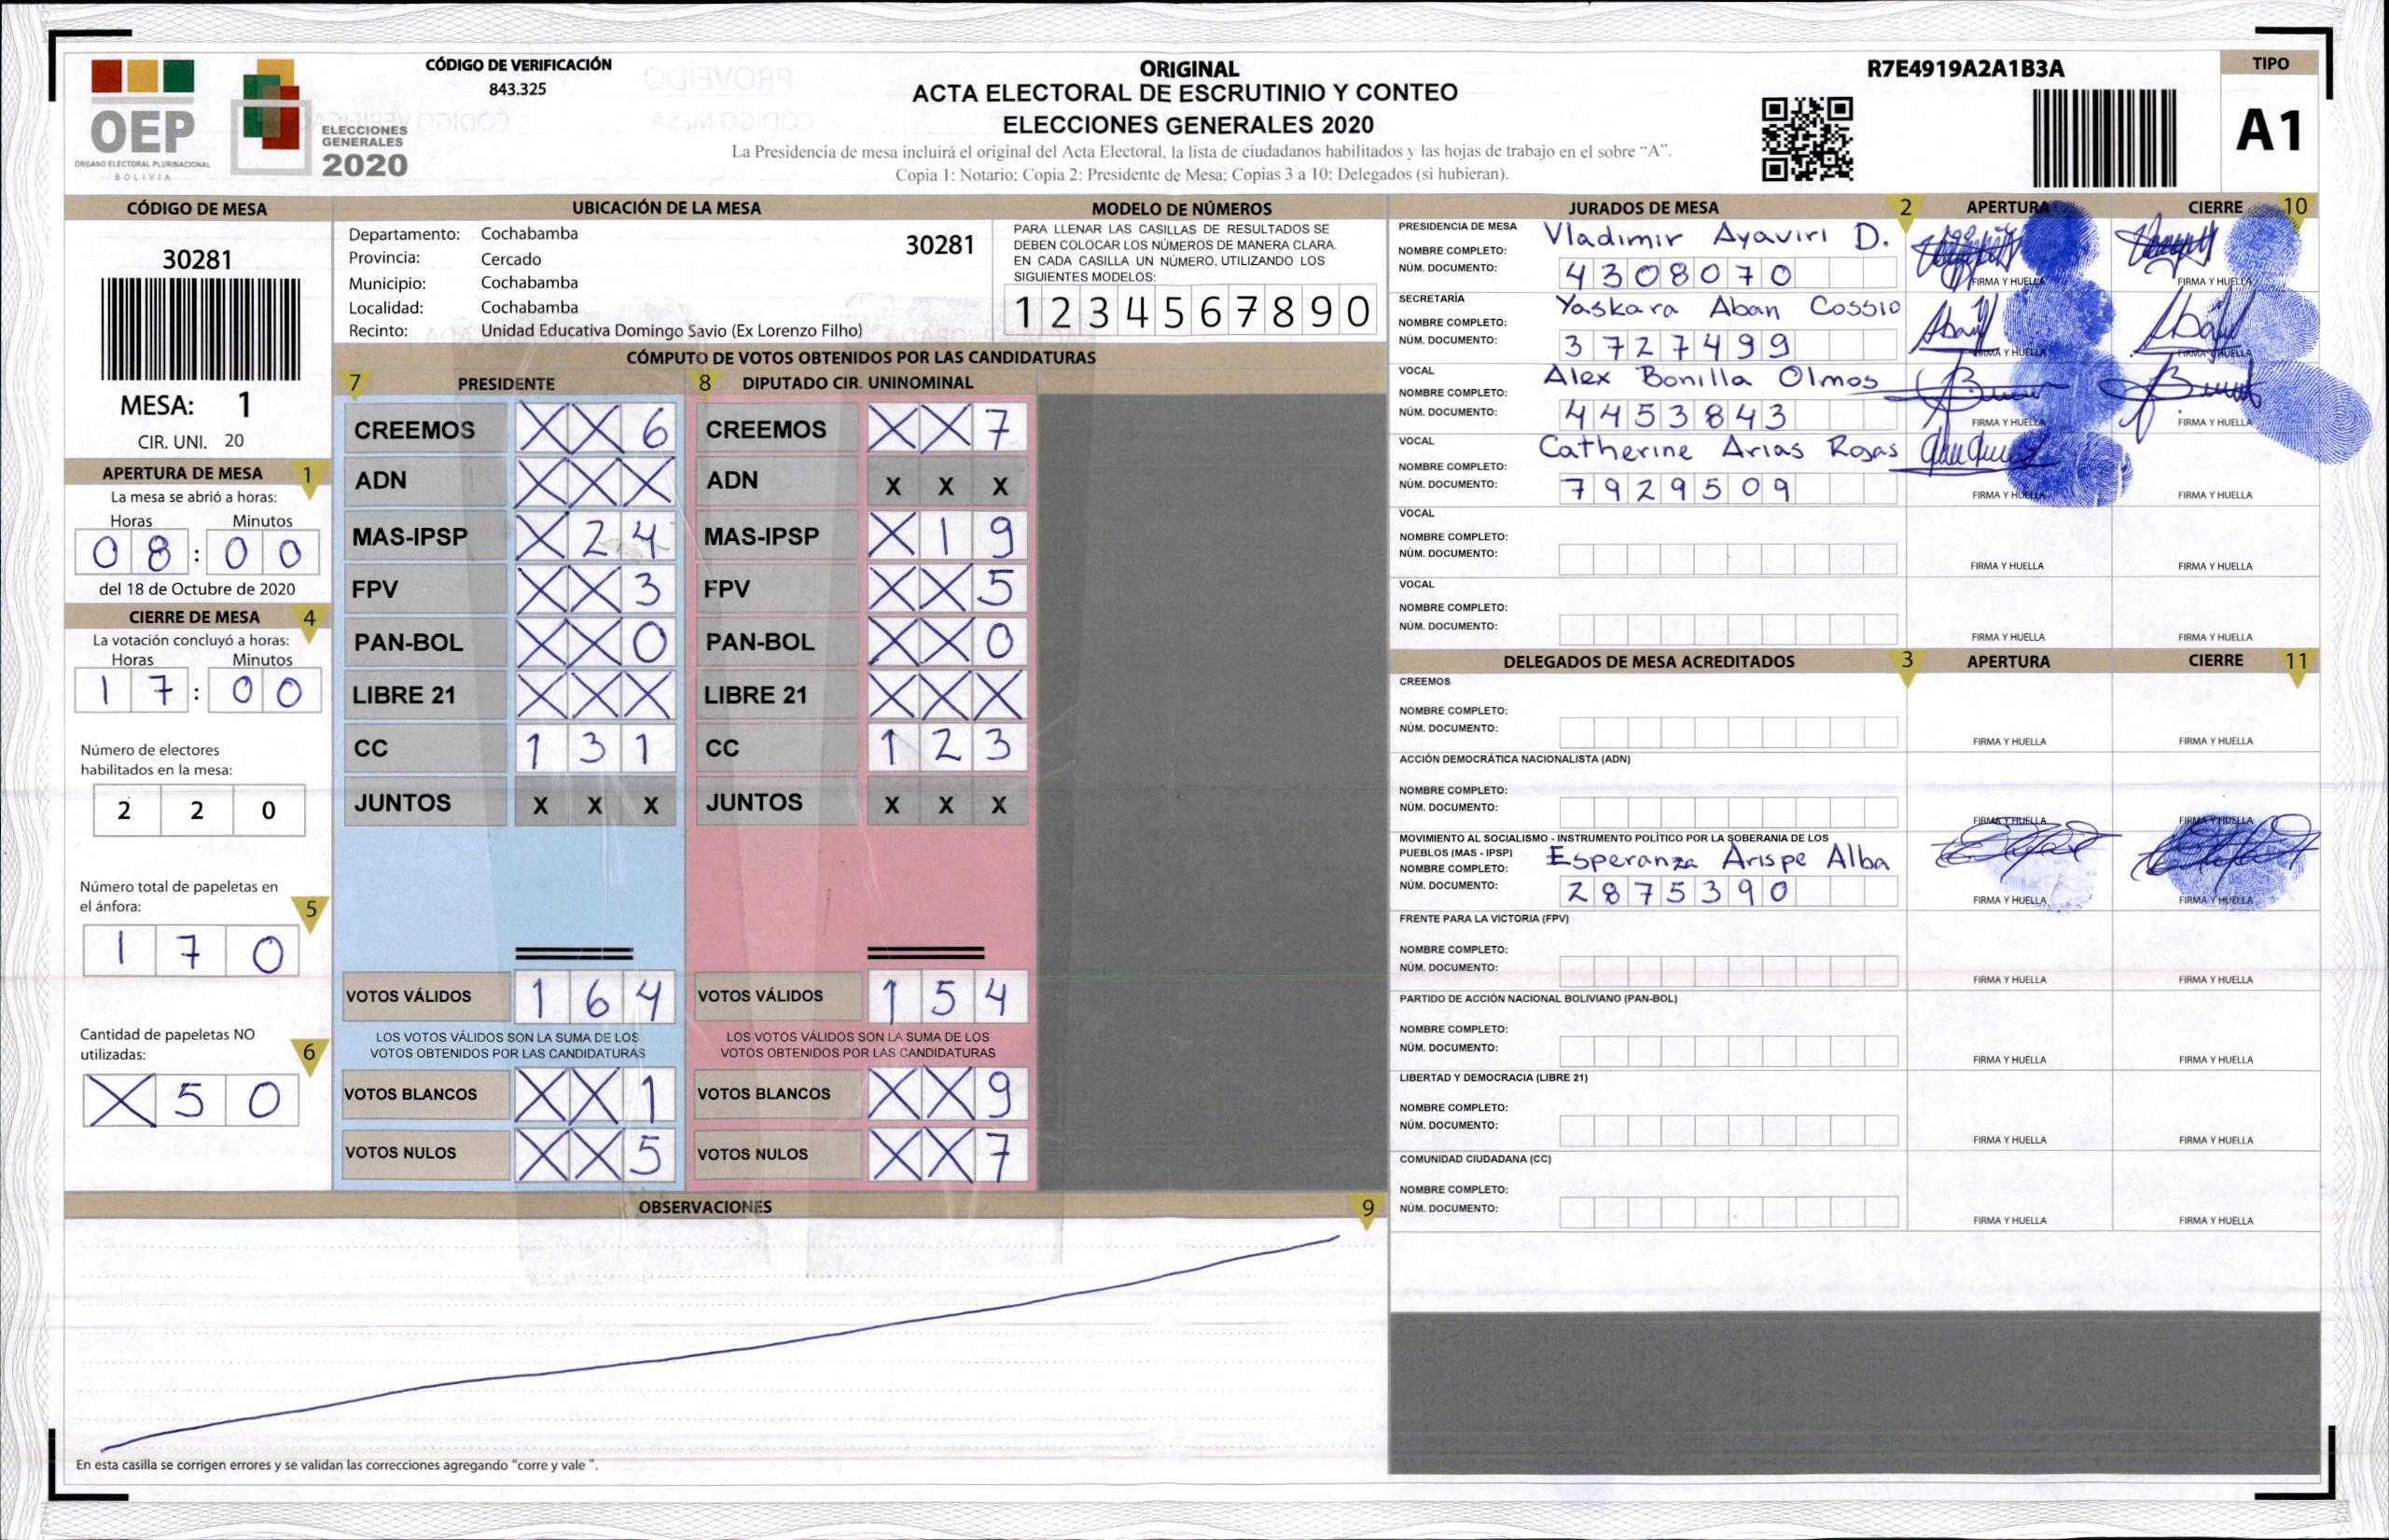 CÓDIGO DE VERIFICACIÓN
843.325
ORIGINAL
ACTA ELECTORAL DE ESCRUTINIO Y CONTEO
ELECCIONES GENERALES 2020
La Presidencia de mesa incluirá el original del Acta Electoral, la lista de ciudadanos habilitados y las hojas de trabajo en el sobre “A”.
Copia 1: Notario; Copia 2: Presidente de Mesa; Copias 3 a 10: Delegados (si hubieran).
R7E4919A2A1B3A
TIPO
A1
OEP
ÓRGANO ELECTORAL PLURINACIONAL
BOLIVIA
ELECCIONES
GENERALES
2020
CÓDIGO DE MESA
30281
MESA: 1
CIR. UNI. 20
APERTURA DE MESA 1
La mesa se abrió a horas:
Horas Minutos
0 8 : 0 0
del 18 de Octubre de 2020
CIERRE DE MESA 4
La votación concluyó a horas:
Horas Minutos
1 7 : 0 0
Número de electores
habilitados en la mesa:
2 2 0
Número total de papeletas en
el ánfora: 5
1 7 0
Cantidad de papeletas NO
utilizadas: 6
X 5 0
UBICACIÓN DE LA MESA
Departamento: Cochabamba 30281
Provincia: Cercado
Municipio: Cochabamba
Localidad: Cochabamba
Recinto: Unidad Educativa Domingo Savio (Ex Lorenzo Filho)
MODELO DE NÚMEROS
PARA LLENAR LAS CASILLAS DE RESULTADOS SE
DEBEN COLOCAR LOS NÚMEROS DE MANERA CLARA.
EN CADA CASILLA UN NÚMERO, UTILIZANDO LOS
SIGUIENTES MODELOS:
1 2 3 4 5 6 7 8 9 0
CÓMPUTO DE VOTOS OBTENIDOS POR LAS CANDIDATURAS
7 PRESIDENTE
CREEMOS X X 6
ADN X X X
MAS-IPSP X 2 4
FPV X X 3
PAN-BOL X X 0
LIBRE 21 X X X
CC 1 3 1
JUNTOS X X X
VOTOS VÁLIDOS 1 6 4
LOS VOTOS VÁLIDOS SON LA SUMA DE LOS
VOTOS OBTENIDOS POR LAS CANDIDATURAS
VOTOS BLANCOS X X 1
VOTOS NULOS X X 5
8 DIPUTADO CIR. UNINOMINAL
CREEMOS X X 7
ADN X X X
MAS-IPSP X 1 9
FPV X X 5
PAN-BOL X X 0
LIBRE 21 X X X
CC 1 2 3
JUNTOS X X X
VOTOS VÁLIDOS 1 5 4
LOS VOTOS VÁLIDOS SON LA SUMA DE LOS
VOTOS OBTENIDOS POR LAS CANDIDATURAS
VOTOS BLANCOS X X 9
VOTOS NULOS X X 7
OBSERVACIONES 9
En esta casilla se corrigen errores y se validan las correcciones agregando "corre y vale ".
JURADOS DE MESA 2 APERTURA CIERRE 10
PRESIDENCIA DE MESA
NOMBRE COMPLETO: Vladimir Ayaviri D.
NÚM. DOCUMENTO: 4308070
FIRMA Y HUELLA FIRMA Y HUELLA
SECRETARÍA
NOMBRE COMPLETO: Yaskara Aban Cossio
NÚM. DOCUMENTO: 3727499
FIRMA Y HUELLA FIRMA Y HUELLA
VOCAL
NOMBRE COMPLETO: Alex Bonilla Olmos
NÚM. DOCUMENTO: 4453843
FIRMA Y HUELLA FIRMA Y HUELLA
VOCAL
NOMBRE COMPLETO: Catherine Arias Rojas
NÚM. DOCUMENTO: 7929509
FIRMA Y HUELLA FIRMA Y HUELLA
VOCAL
NOMBRE COMPLETO:
NÚM. DOCUMENTO:
FIRMA Y HUELLA FIRMA Y HUELLA
VOCAL
NOMBRE COMPLETO:
NÚM. DOCUMENTO:
FIRMA Y HUELLA FIRMA Y HUELLA
DELEGADOS DE MESA ACREDITADOS 3 APERTURA CIERRE 11
CREEMOS
NOMBRE COMPLETO:
NÚM. DOCUMENTO:
FIRMA Y HUELLA FIRMA Y HUELLA
ACCIÓN DEMOCRÁTICA NACIONALISTA (ADN)
NOMBRE COMPLETO:
NÚM. DOCUMENTO:
FIRMA Y HUELLA FIRMA Y HUELLA
MOVIMIENTO AL SOCIALISMO - INSTRUMENTO POLÍTICO POR LA SOBERANIA DE LOS
PUEBLOS (MAS - IPSP)
NOMBRE COMPLETO: Esperanza Arispe Alba
NÚM. DOCUMENTO: 2875390
FIRMA Y HUELLA FIRMA Y HUELLA
FRENTE PARA LA VICTORIA (FPV)
NOMBRE COMPLETO:
NÚM. DOCUMENTO:
FIRMA Y HUELLA FIRMA Y HUELLA
PARTIDO DE ACCIÓN NACIONAL BOLIVIANO (PAN-BOL)
NOMBRE COMPLETO:
NÚM. DOCUMENTO:
FIRMA Y HUELLA FIRMA Y HUELLA
LIBERTAD Y DEMOCRACIA (LIBRE 21)
NOMBRE COMPLETO:
NÚM. DOCUMENTO:
FIRMA Y HUELLA FIRMA Y HUELLA
COMUNIDAD CIUDADANA (CC)
NOMBRE COMPLETO:
NÚM. DOCUMENTO:
FIRMA Y HUELLA FIRMA Y HUELLA